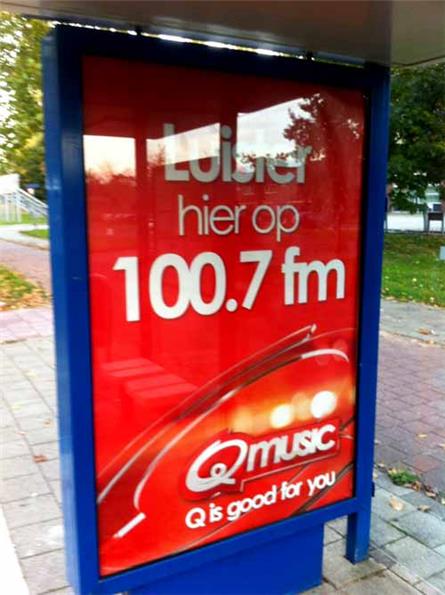 Luister
hier op
100.7 fm
Qmusic
Q is good for you